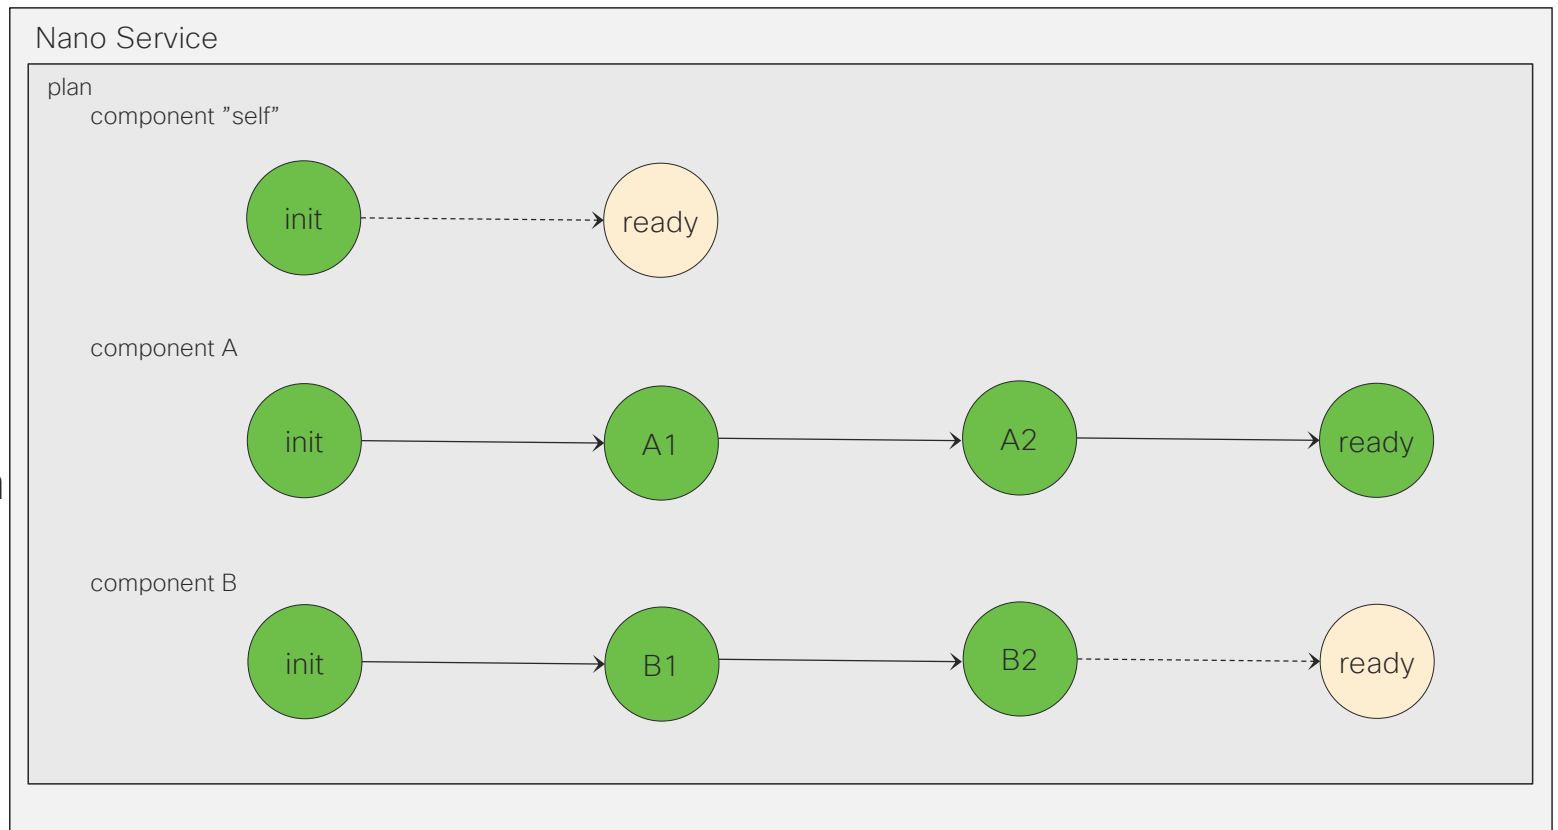 Nano Service
plan
component ”self”
init ready
component A
init A1 A2 ready
component B
init B1 B2 ready